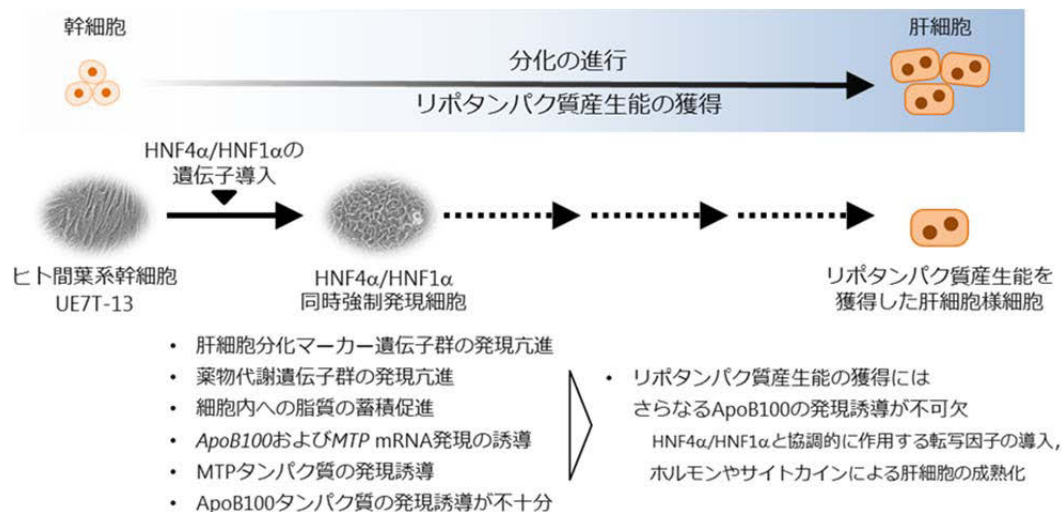 幹細胞
肝細胞
分化の進行
リポタンパク質産生能の獲得
HNF4α/HNF1αの
遺伝子導入
ヒト間葉系幹細胞
UE7T-13
HNF4α/HNF1α
同時強制発現細胞
リポタンパク質産生能を
獲得した肝細胞様細胞
• 肝細胞分化マーカー遺伝子群の発現亢進
• 薬物代謝遺伝子群の発現亢進
• 細胞内への脂質の蓄積促進
• ApoB100およびMTP mRNA発現の誘導
• MTPタンパク質の発現誘導
• ApoB100タンパク質の発現誘導が不十分
• リポタンパク質産生能の獲得には
さらなるApoB100の発現誘導が不可欠
HNF4α/HNF1αと協調的に作用する転写因子の導入,
ホルモンやサイトカインによる肝細胞の成熟化